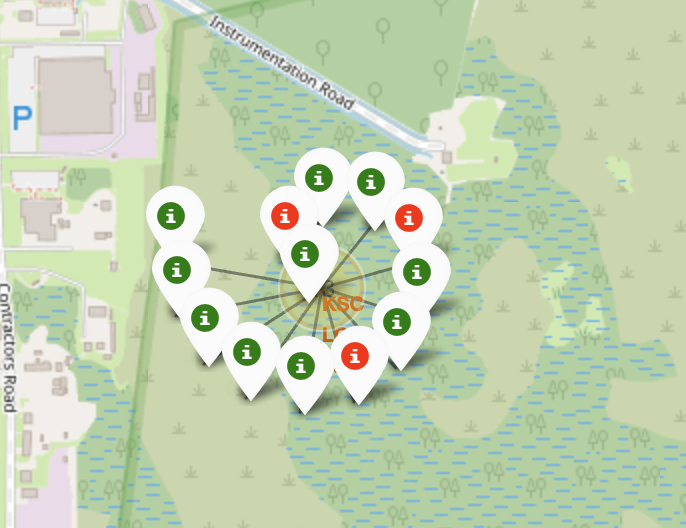 Instrumentation Road
P
KSC
Contractors Road